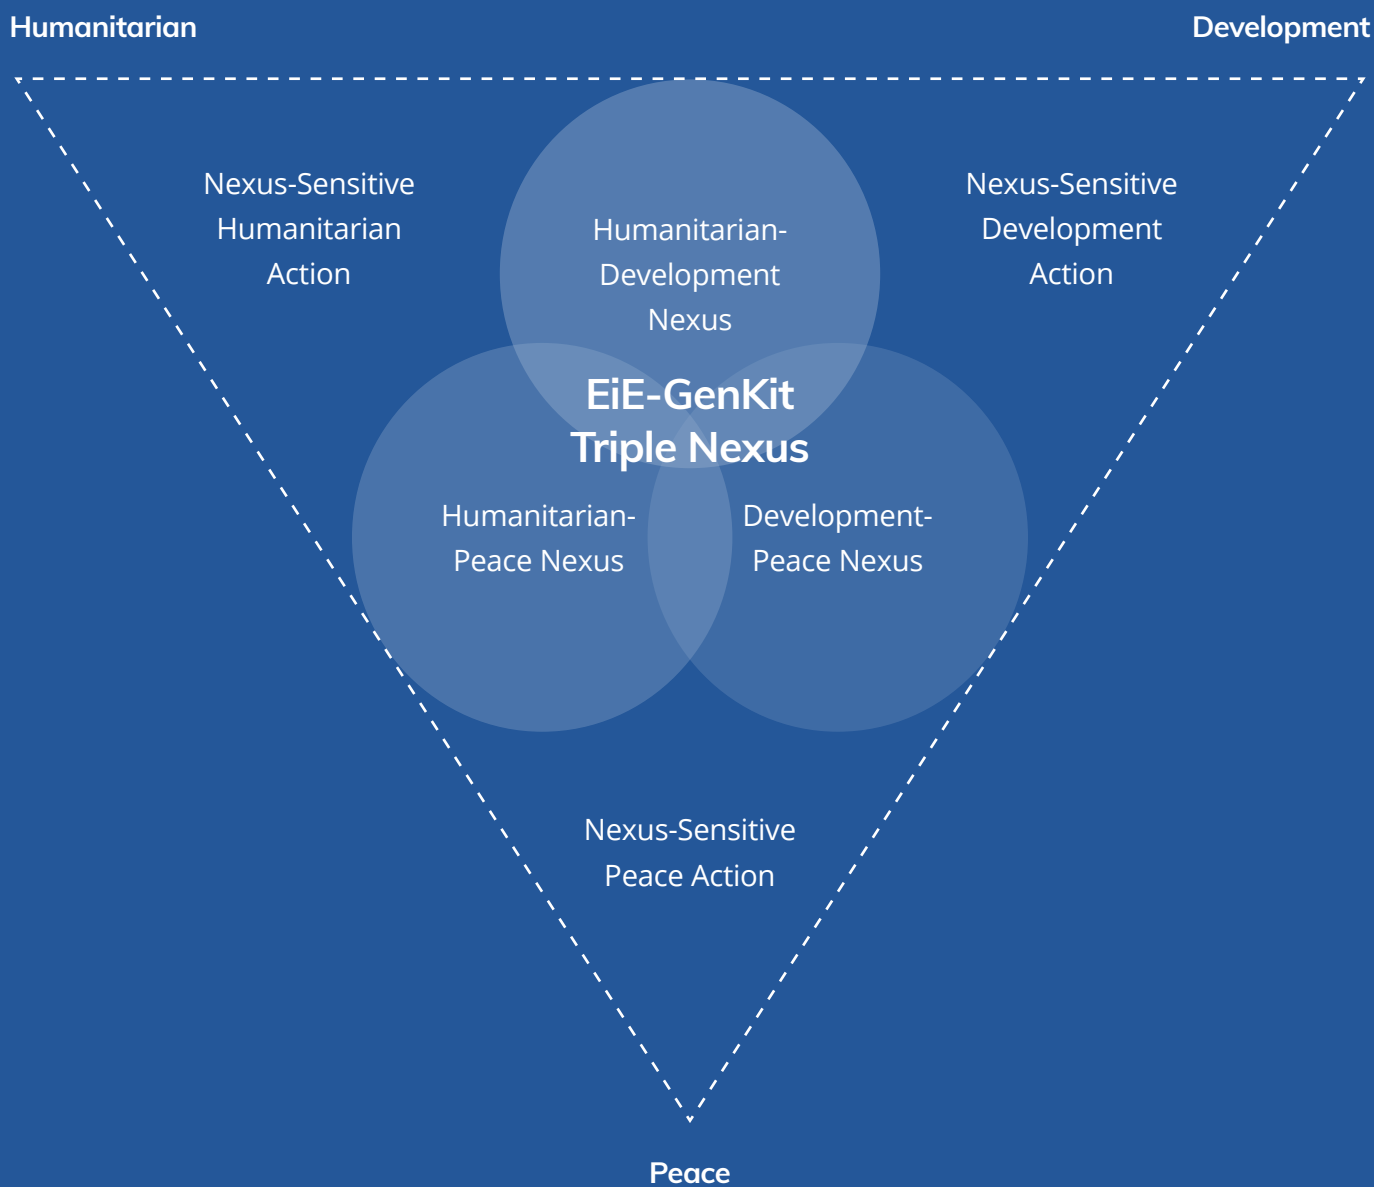 Humanitarian
Development
Nexus-Sensitive
Humanitarian
Action
Humanitarian-
Development
Nexus
Nexus-Sensitive
Development
Action
EiE-GenKit
Triple Nexus
Humanitarian-
Peace Nexus
Development-
Peace Nexus
Nexus-Sensitive
Peace Action
Peace